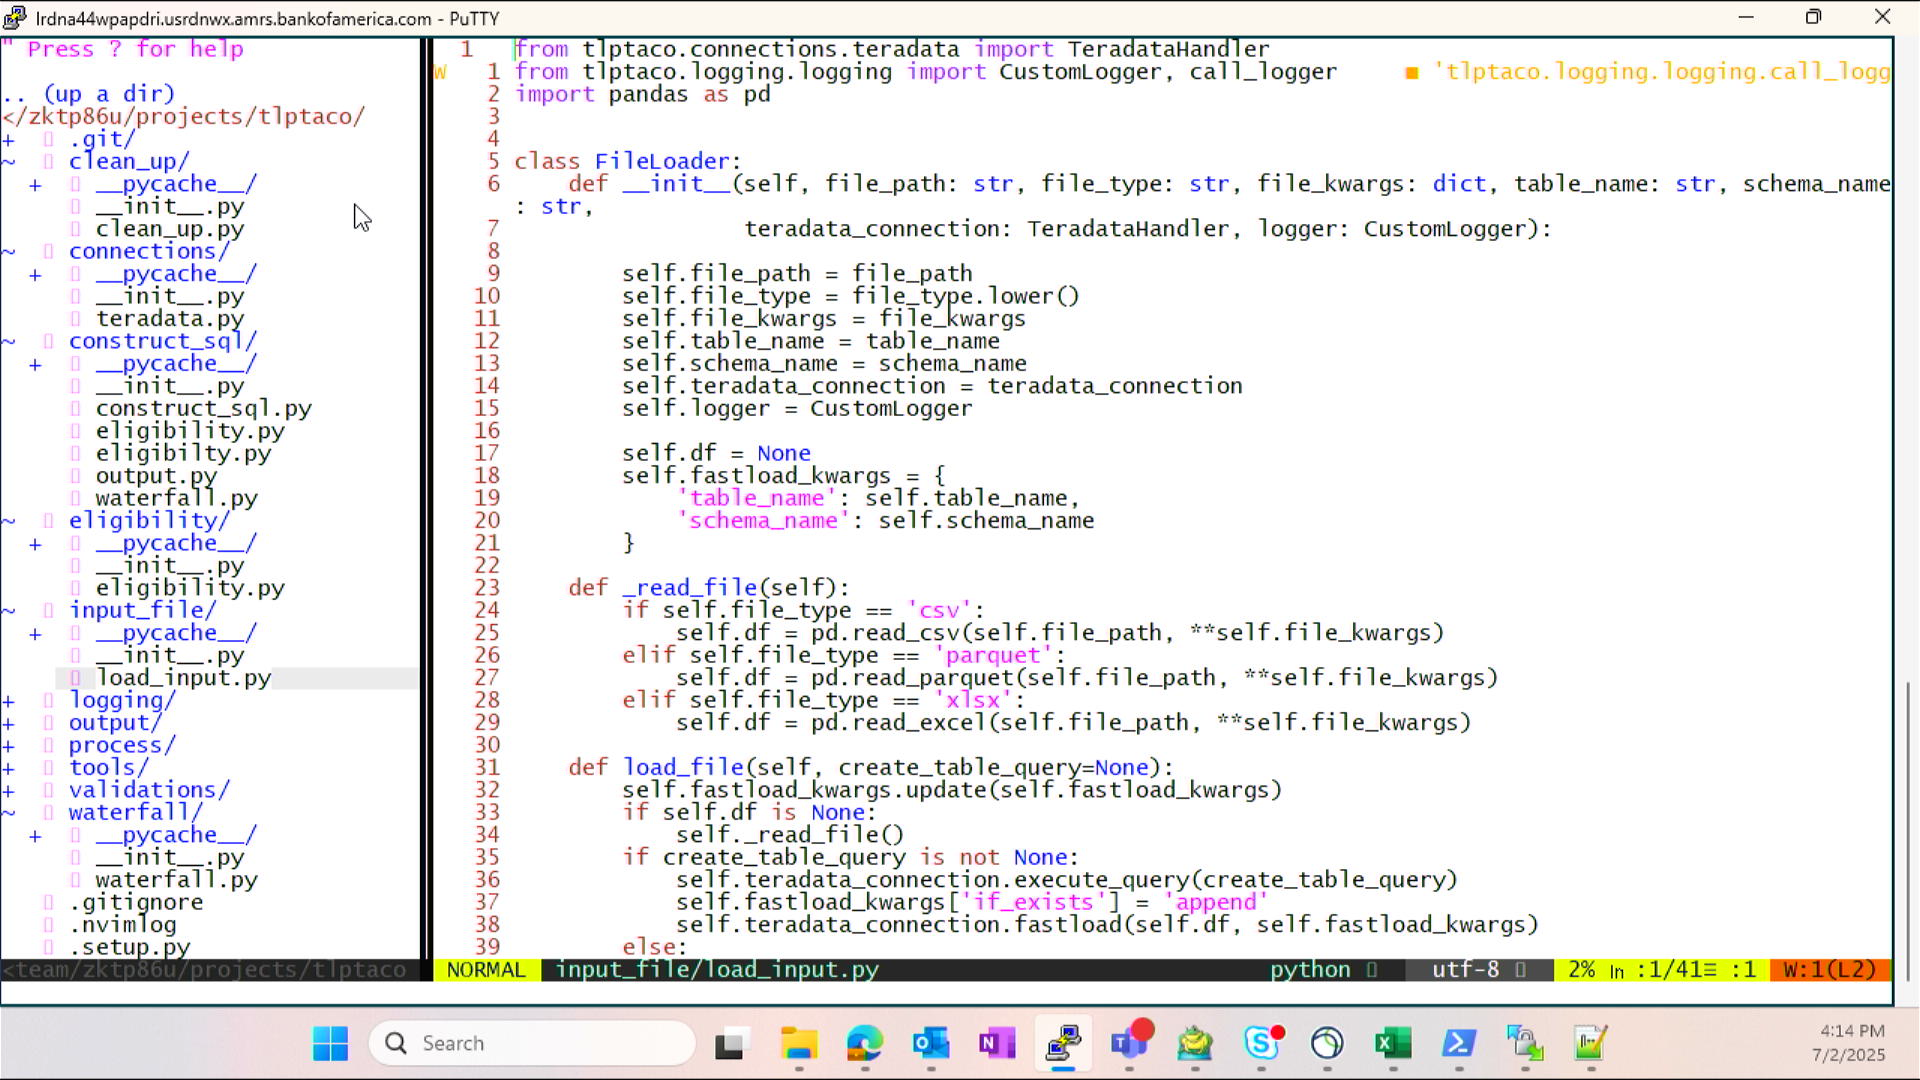 lrdna44wpapdri.usrdnwx.amrs.bankofamerica.com - PuTTY
" Press ? for help
.. (up a dir)
</zktp86u/projects/tlptaco/
+ .git/
~ clean_up/
+ __pycache__/
__init__.py
clean_up.py
~ connections/
+ __pycache__/
__init__.py
teradata.py
~ construct_sql/
+ __pycache__/
__init__.py
construct_sql.py
eligibility.py
eligibilty.py
output.py
waterfall.py
~ eligibility/
+ __pycache__/
__init__.py
eligibility.py
~ input_file/
+ __pycache__/
__init__.py
load_input.py
+ logging/
+ output/
+ process/
+ tools/
+ validations/
~ waterfall/
+ __pycache__/
__init__.py
waterfall.py
.gitignore
.nvimlog
.setup.py
<team/zktp86u/projects/tlptaco
1 from tlptaco.connections.teradata import TeradataHandler
W 1 from tlptaco.logging.logging import CustomLogger, call_logger ■ 'tlptaco.logging.logging.call_logg
2 import pandas as pd
3
4
5 class FileLoader:
6 def __init__(self, file_path: str, file_type: str, file_kwargs: dict, table_name: str, schema_name
: str,
7 teradata_connection: TeradataHandler, logger: CustomLogger):
8
9 self.file_path = file_path
10 self.file_type = file_type.lower()
11 self.file_kwargs = file_kwargs
12 self.table_name = table_name
13 self.schema_name = schema_name
14 self.teradata_connection = teradata_connection
15 self.logger = CustomLogger
16
17 self.df = None
18 self.fastload_kwargs = {
19 'table_name': self.table_name,
20 'schema_name': self.schema_name
21 }
22
23 def _read_file(self):
24 if self.file_type == 'csv':
25 self.df = pd.read_csv(self.file_path, **self.file_kwargs)
26 elif self.file_type == 'parquet':
27 self.df = pd.read_parquet(self.file_path, **self.file_kwargs)
28 elif self.file_type == 'xlsx':
29 self.df = pd.read_excel(self.file_path, **self.file_kwargs)
30
31 def load_file(self, create_table_query=None):
32 self.fastload_kwargs.update(self.fastload_kwargs)
33 if self.df is None:
34 self._read_file()
35 if create_table_query is not None:
36 self.teradata_connection.execute_query(create_table_query)
37 self.fastload_kwargs['if_exists'] = 'append'
38 self.teradata_connection.fastload(self.df, self.fastload_kwargs)
39 else:
NORMAL input_file/load_input.py python utf-8 2% ln :1/41≡ :1 W:1(L2)
Search
4:14 PM
7/2/2025